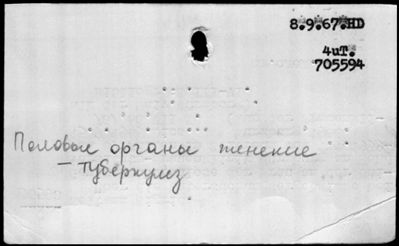 8.9.67.HD
4uT.
705594
Половые органы женские
– туберкулез